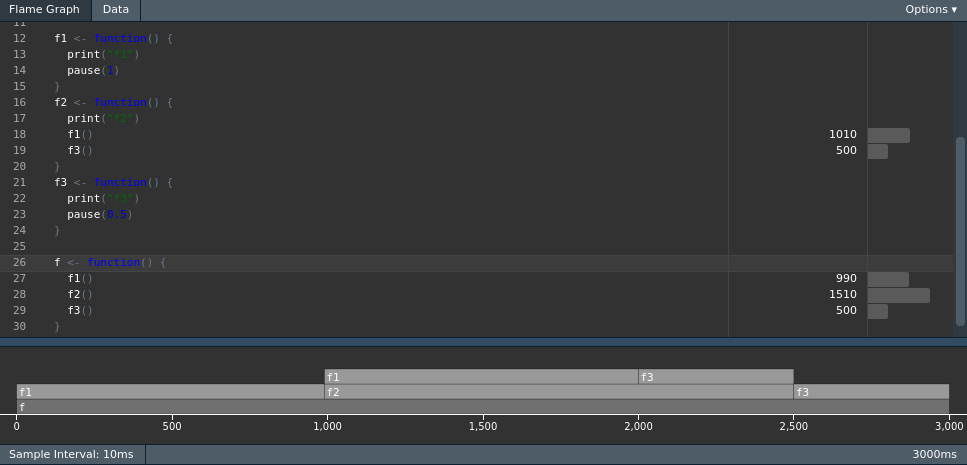 Flame Graph Data Options ▾
11
12 f1 <- function() {
13 print("f1")
14 pause(1)
15 }
16 f2 <- function() {
17 print("f2")
18 f1() 1010
19 f3() 500
20 }
21 f3 <- function() {
22 print("f3")
23 pause(0.5)
24 }
25
26 f <- function() {
27 f1() 990
28 f2() 1510
29 f3() 500
30 }
f1 f3
f1 f2 f3
f
0 500 1,000 1,500 2,000 2,500 3,000
Sample Interval: 10ms 3000ms